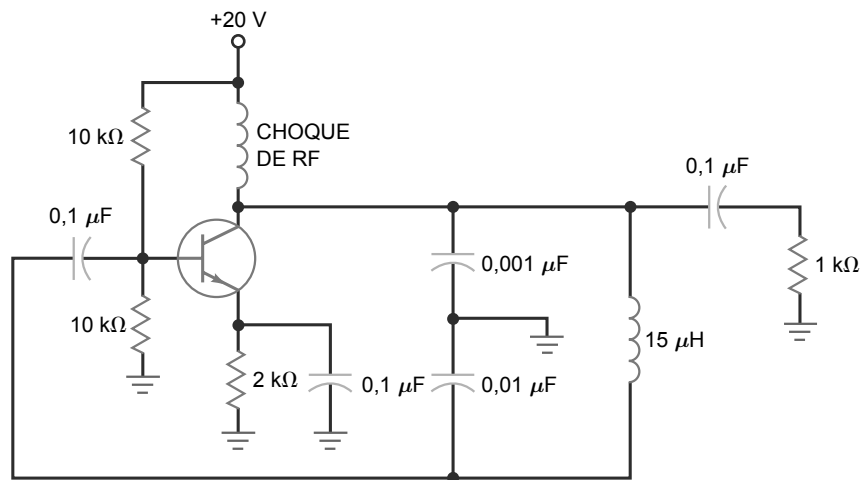 +20 V
10 kΩ
CHOQUE
DE RF
0,1 μF
0,1 μF
0,001 μF
1 kΩ
10 kΩ
15 μH
2 kΩ
0,1 μF
0,01 μF